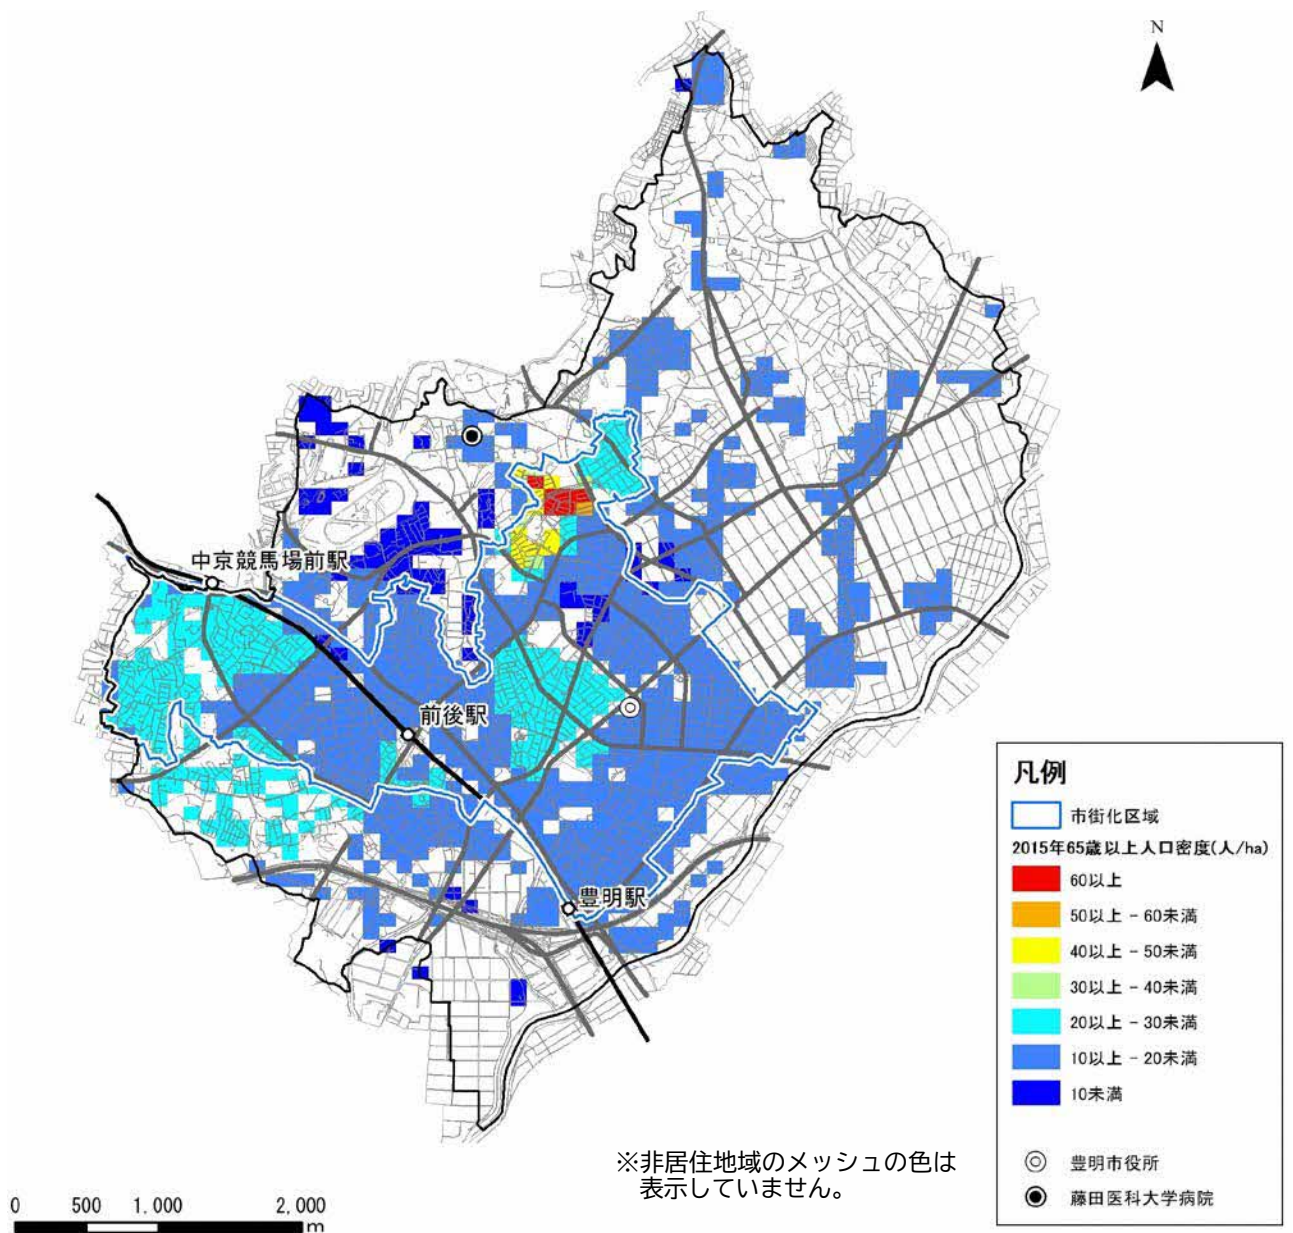 N
中京競馬場前駅
前後駅
豊明駅
凡例
市街化区域
2015年65歳以上人口密度(人/ha)
60以上
50以上 - 60未満
40以上 - 50未満
30以上 - 40未満
20以上 - 30未満
10以上 - 20未満
10未満
豊明市役所
藤田医科大学病院
※非居住地域のメッシュの色は
表示していません。
0 500 1,000 2,000
m